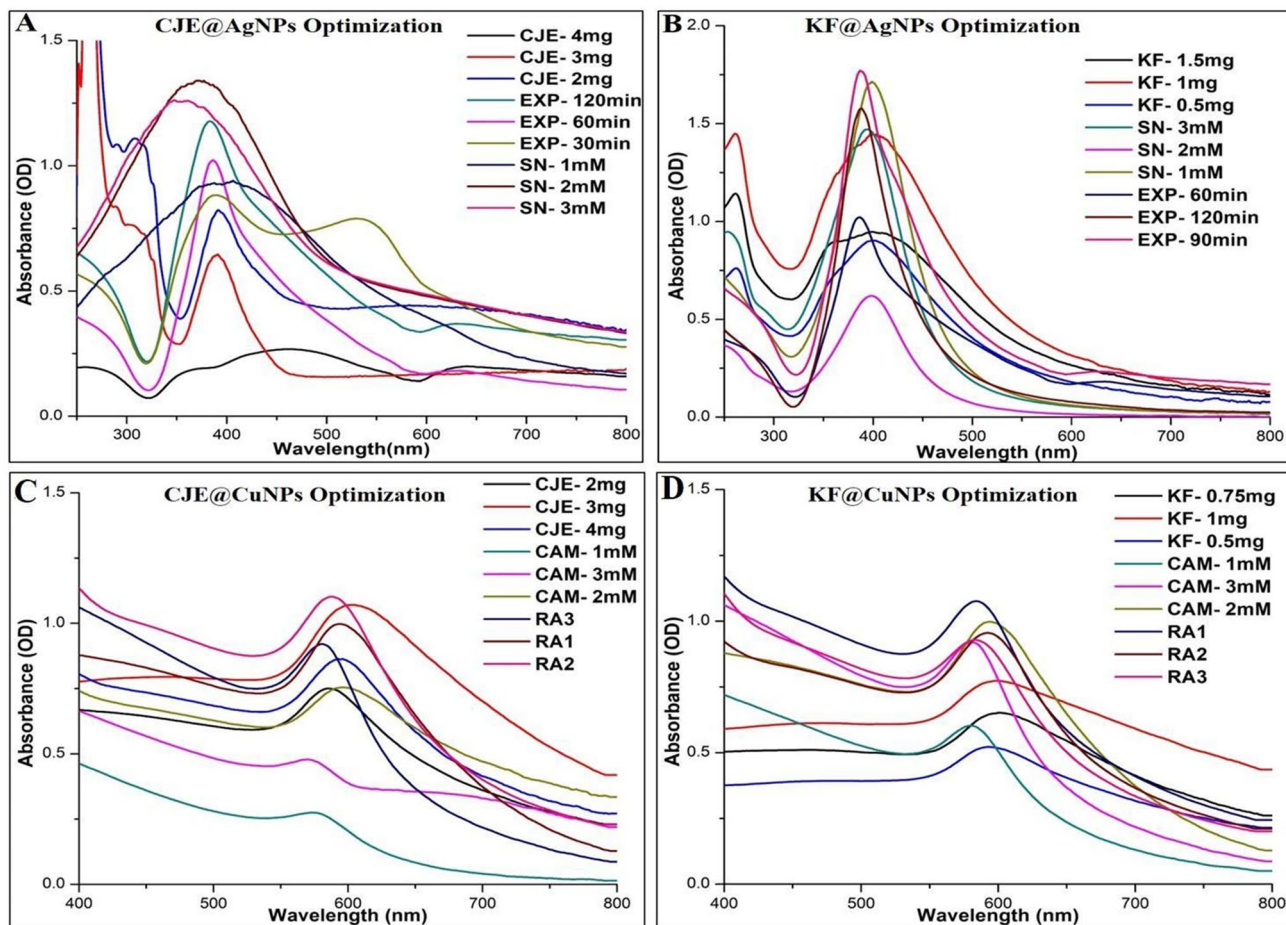 A
CJE@AgNPs Optimization
1.5
1.0
0.5
0.0
Absorbance (OD)
CJE- 4mg
CJE- 3mg
CJE- 2mg
EXP- 120min
EXP- 60min
EXP- 30min
SN- 1mM
SN- 2mM
SN- 3mM
300 400 500 600 700 800
Wavelength(nm)
B
KF@AgNPs Optimization
2.0
1.5
1.0
0.5
0.0
Absorbance (OD)
KF- 1.5mg
KF- 1mg
KF- 0.5mg
SN- 3mM
SN- 2mM
SN- 1mM
EXP- 60min
EXP- 120min
EXP- 90min
300 400 500 600 700 800
Wavelength (nm)
C
CJE@CuNPs Optimization
1.5
1.0
0.5
0.0
Absorbance (OD)
CJE- 2mg
CJE- 3mg
CJE- 4mg
CAM- 1mM
CAM- 3mM
CAM- 2mM
RA3
RA1
RA2
400 500 600 700 800
Wavelength (nm)
D
KF@CuNPs Optimization
1.5
1.0
0.5
0.0
Absorbance (OD)
KF- 0.75mg
KF- 1mg
KF- 0.5mg
CAM- 1mM
CAM- 3mM
CAM- 2mM
RA1
RA2
RA3
400 500 600 700 800
Wavelength (nm)